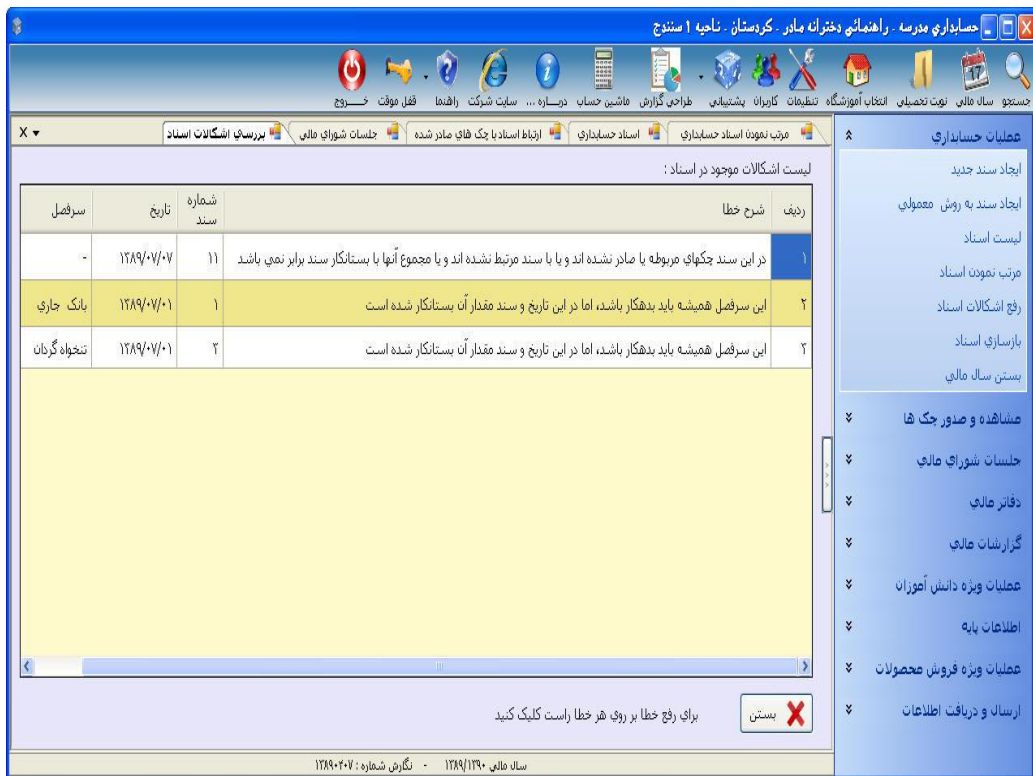 حسابداري مدرسه . راهنمائي دخترانه مادر . كردستان . ناحيه ۱ سنندج
جستجو سال مالي نوبت تحصيلي انتخاب آموزشگاه تنظيمات كاربران پشتيباني طراحي گزارش ماشين حساب دربـــاره ... سايت شركت راهنما قفل موقت خــــروج
مرتب نمودن اسناد حسابداري اسناد حسابداري ارتباط اسناد با چک هاي صادر شده جلسات شوراي مالي بررسي اشكالات اسناد X
عمليات حسابداري
ايجاد سند جديد
ايجاد سند به روش معمولي
ليست اسناد
مرتب نمودن اسناد
رفع اشكالات اسناد
بازسازي اسناد
بستن سال مالي
مشاهده و صدور چک ها
جلسات شوراي مالي
دفاتر مالي
گزارشات مالي
عمليات ويژه دانش آموزان
اطلاعات پايه
عمليات ويژه فروش محصولات
ارسال و دريافت اطلاعات
ليست اشكالات موجود در اسناد :
رديف شرح خطا شماره سند تاريخ سرفصل
۱ در اين سند چكهاي مربوطه يا صادر نشده اند و يا با سند مرتبط نشده اند و يا مجموع آنها با بستانكار سند برابر نمي باشد ۱۱ ۱۳۸۹/۰۷/۰۷ -
۲ اين سرفصل هميشه بايد بدهكار باشد، اما در اين تاريخ و سند مقدار آن بستانكار شده است ۱ ۱۳۸۹/۰۷/۰۱ بانک جاري
۳ اين سرفصل هميشه بايد بدهكار باشد، اما در اين تاريخ و سند مقدار آن بستانكار شده است ۲ ۱۳۸۹/۰۷/۰۱ تنخواه گردان
بستن براي رفع خطا بر روي هر خطا راست كليک كنيد
سال مالي ۱۳۸۹/۱۳۹۰ - نگارش شماره : ۱۳۸۹۰۴۰۷